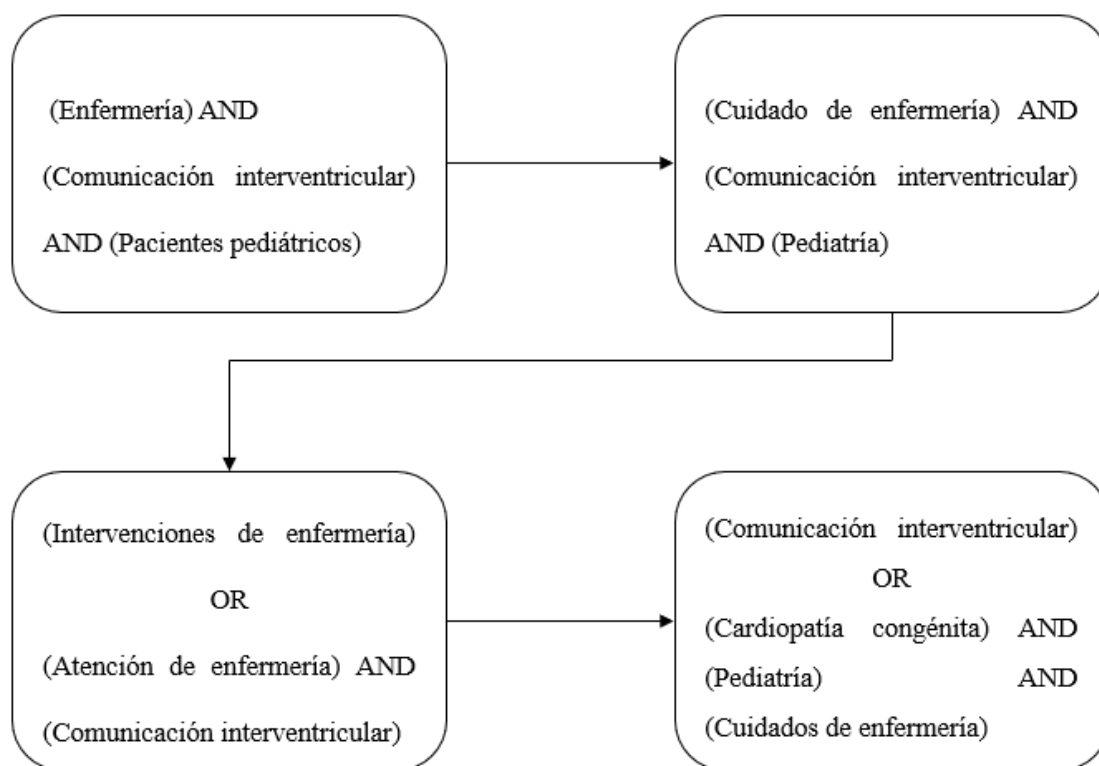 (Enfermería) AND
(Comunicación interventricular)
AND (Pacientes pediátricos)
(Cuidado de enfermería) AND
(Comunicación interventricular)
AND (Pediatría)
(Intervenciones de enfermería)
OR
(Atención de enfermería) AND
(Comunicación interventricular)
(Comunicación interventricular)
OR
(Cardiopatía congénita) AND
(Pediatría) AND
(Cuidados de enfermería)